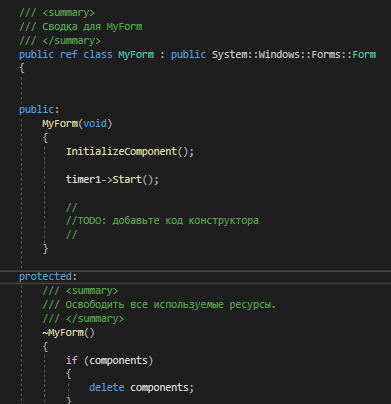 /// <summary>
/// Сводка для MyForm
/// </summary>
public ref class MyForm : public System::Windows::Forms::Form
{
public:
MyForm(void)
{
InitializeComponent();
timer1->Start();
//
//TODO: добавьте код конструктора
//
}
protected:
/// <summary>
/// Освободить все используемые ресурсы.
/// </summary>
~MyForm()
{
if (components)
{
delete components;
}